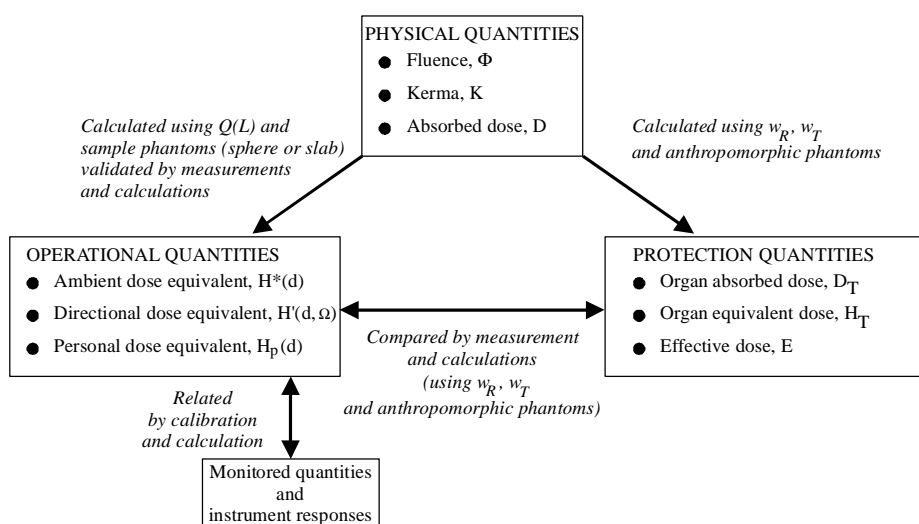 PHYSICAL QUANTITIES
● Fluence, Φ
● Kerma, K
● Absorbed dose, D
Calculated using Q(L) and
sample phantoms (sphere or slab)
validated by measurements
and calculations
Calculated using w_R, w_T
and anthropomorphic phantoms
OPERATIONAL QUANTITIES
● Ambient dose equivalent, H*(d)
● Directional dose equivalent, H'(d,Ω)
● Personal dose equivalent, H_p(d)
PROTECTION QUANTITIES
● Organ absorbed dose, D_T
● Organ equivalent dose, H_T
● Effective dose, E
Compared by measurement
and calculations
(using w_R, w_T
and anthropomorphic phantoms)
Related
by calibration
and calculation
Monitored quantities
and
instrument responses